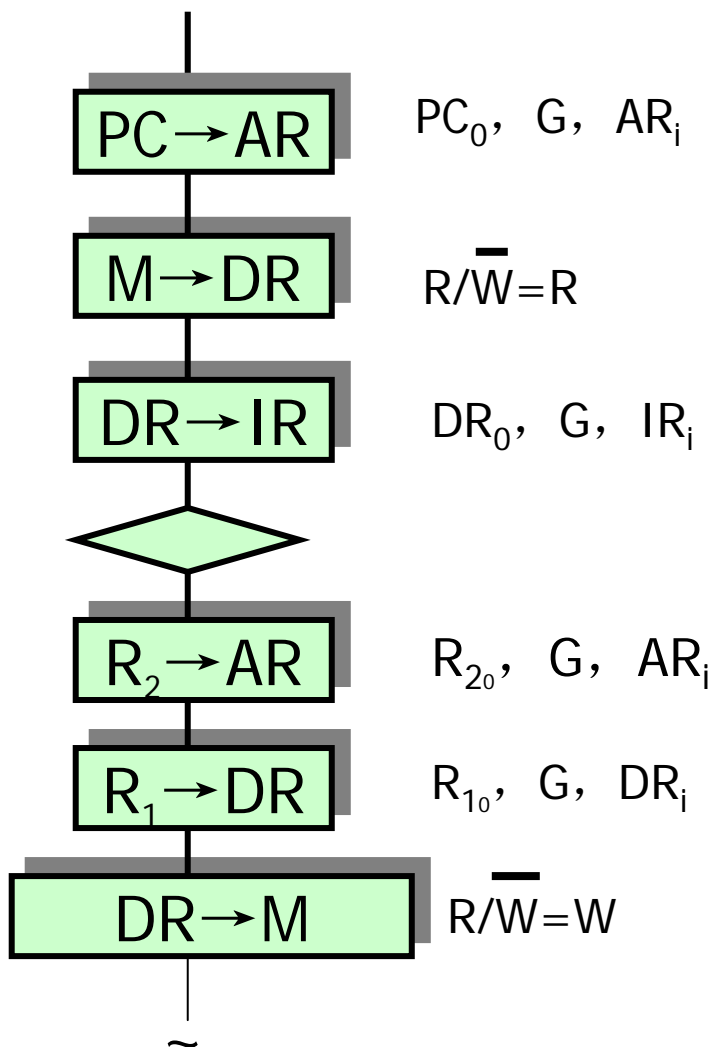 PC→AR PC₀, G, ARᵢ
M→DR R/W̅=R
DR→IR DR₀, G, IRᵢ
R₂→AR R₂₀, G, ARᵢ
R₁→DR R₁₀, G, DRᵢ
DR→M R/W̅=W
~